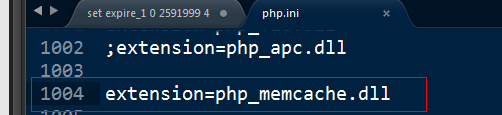 set expire_1 0 2591999 4 php.ini
1002 ;extension=php_apc.dll
1003
1004 extension=php_memcache.dll